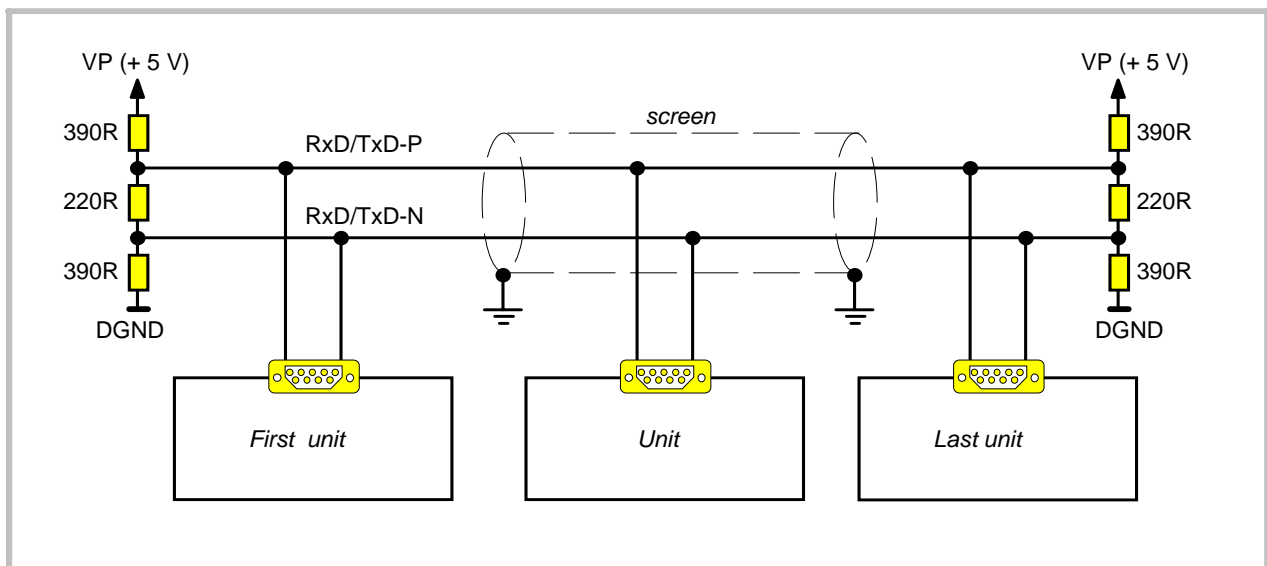 VP (+ 5 V)
VP (+ 5 V)
screen
390R
390R
RxD/TxD-P
220R
220R
RxD/TxD-N
390R
390R
DGND
DGND
First unit
Unit
Last unit